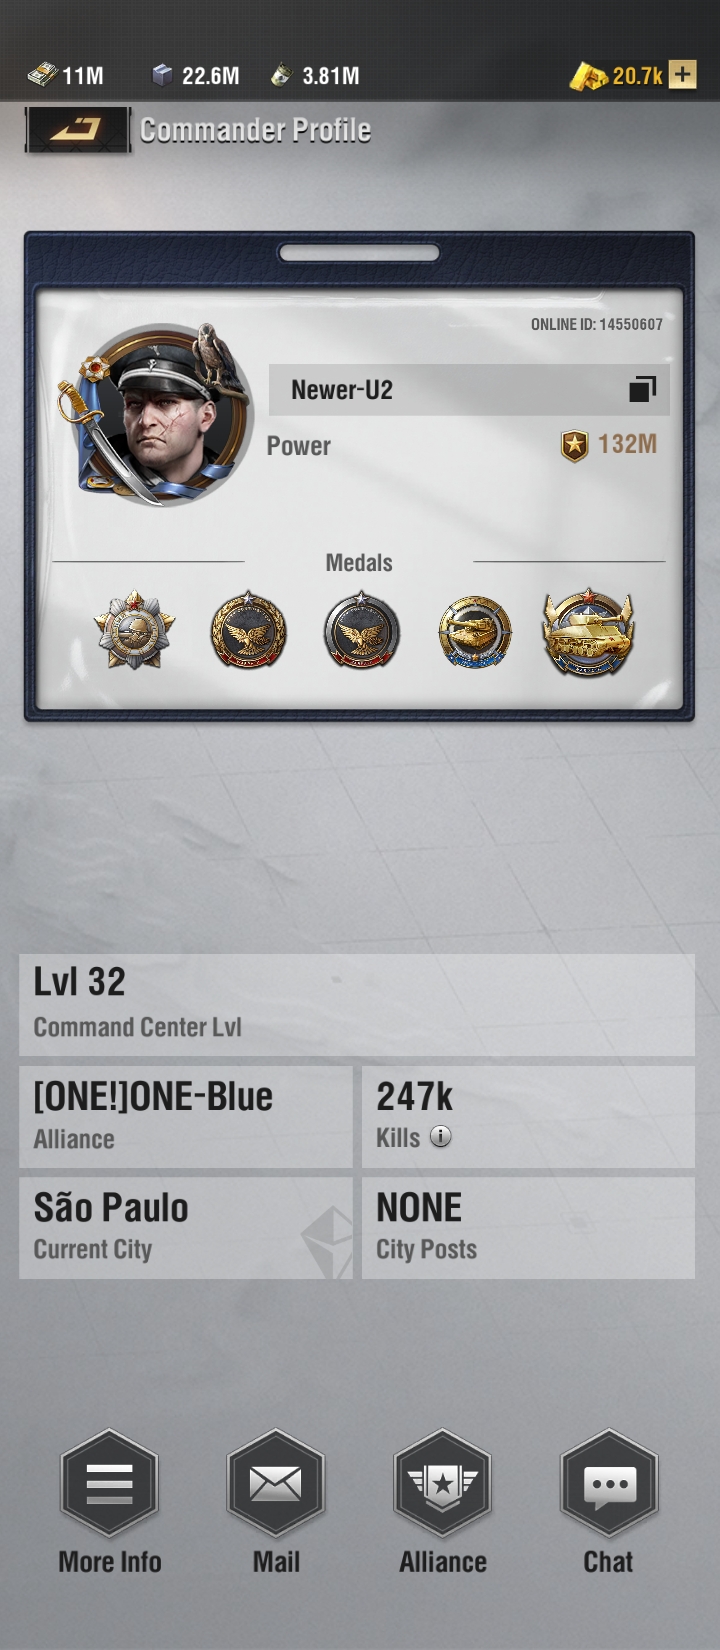 11M 22.6M 3.81M 20.7k
Commander Profile
ONLINE ID: 14550607
Newer-U2
Power 132M
Medals
Lvl 32
Command Center Lvl
[ONE!]ONE-Blue
Alliance
247k
Kills
São Paulo
Current City
NONE
City Posts
More Info Mail Alliance Chat